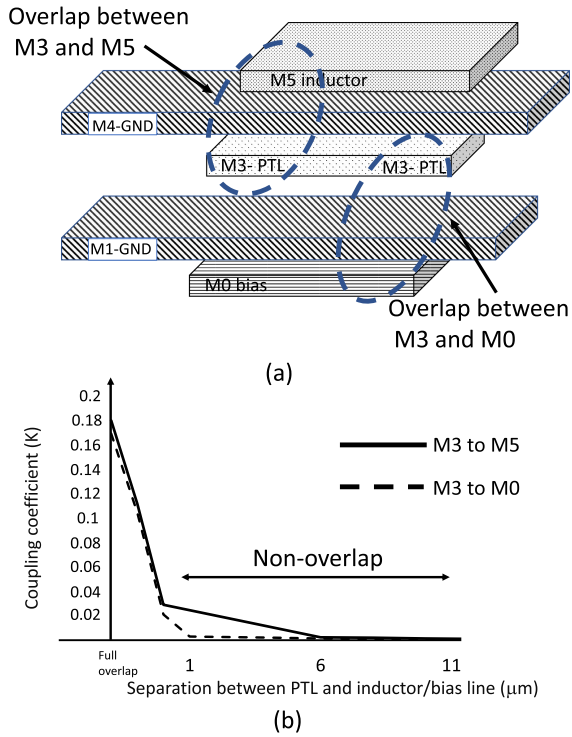 Overlap between
M3 and M5
M5 inductor
M4-GND
M3- PTL
M3- PTL
M1-GND
M0 bias
Overlap between
M3 and M0
(a)
Coupling coefficient (K)
0.2
0.18
0.16
0.14
0.12
0.1
0.08
0.06
0.04
0.02
M3 to M5
M3 to M0
Non-overlap
Full
overlap
1
6
11
Separation between PTL and inductor/bias line (μm)
(b)